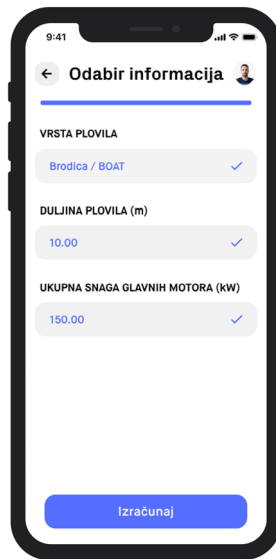 9:41
Odabir informacija
VRSTA PLOVILA
Brodica / BOAT
DULJINA PLOVILA (m)
10.00
UKUPNA SNAGA GLAVNIH MOTORA (kW)
150.00
Izračunaj